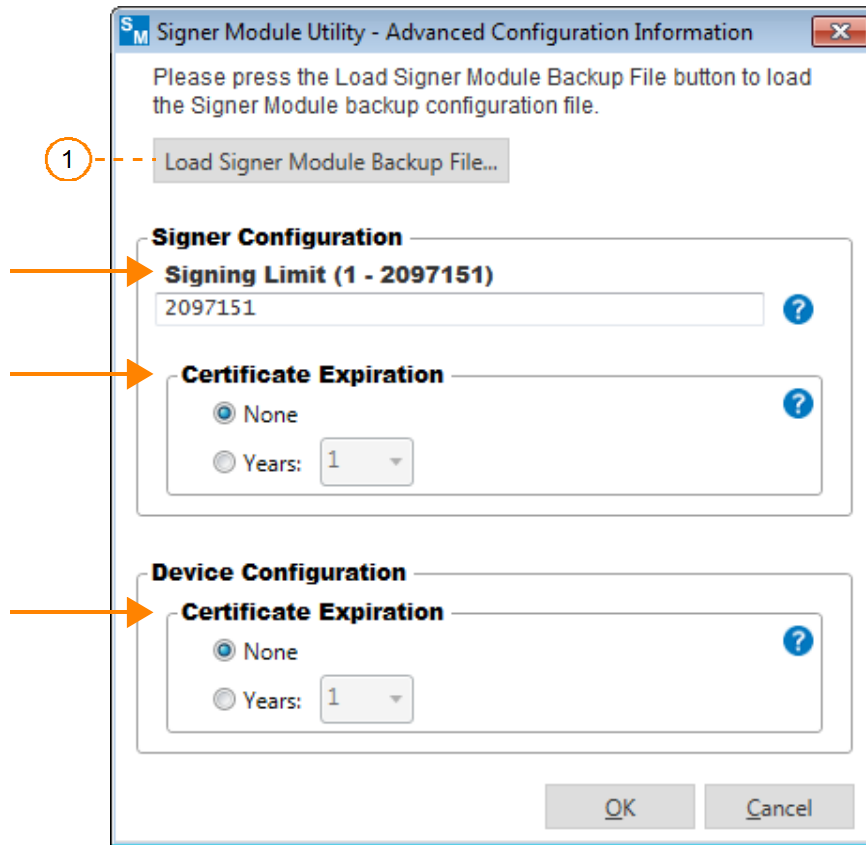 SM Signer Module Utility - Advanced Configuration Information
Please press the Load Signer Module Backup File button to load
the Signer Module backup configuration file.
1
Load Signer Module Backup File...
Signer Configuration
Signing Limit (1 - 2097151)
2097151
?
Certificate Expiration
?
None
Years: 1
Device Configuration
Certificate Expiration
?
None
Years: 1
OK Cancel